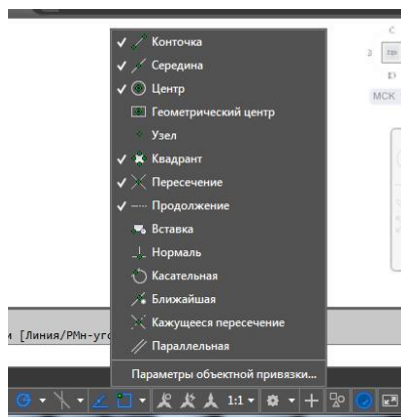 Конточка
Середина
Центр
Геометрический центр
Узел
Квадрант
Пересечение
Продолжение
Вставка
Нормаль
Касательная
Ближайшая
Кажущееся пересечение
Параллельная
Параметры объектной привязки...
МСК
[Линия/РМн-уго
1:1